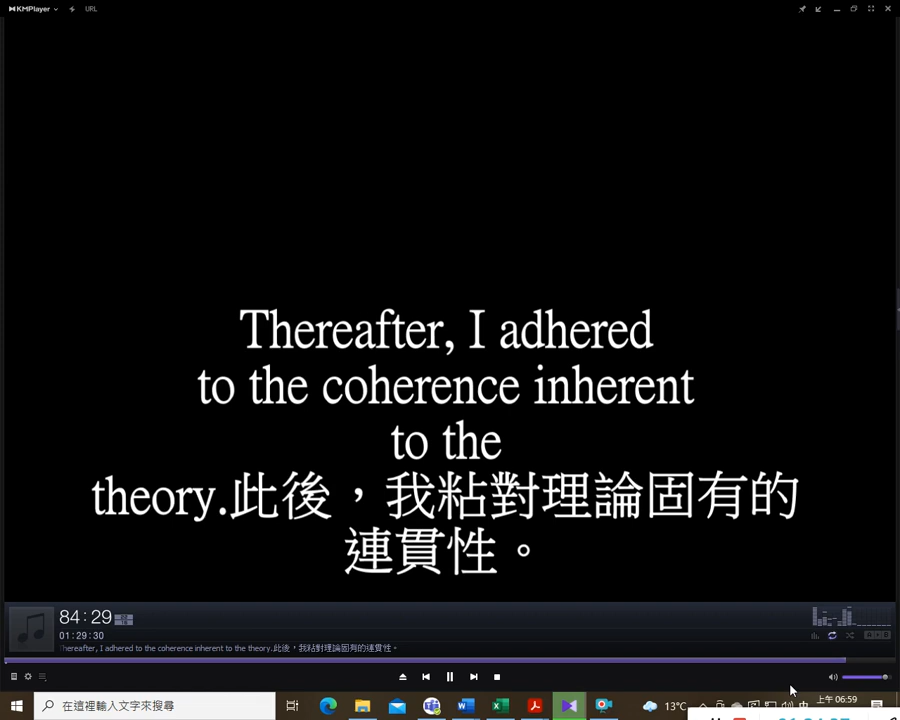 KMPlayer
URL
Thereafter, I adhered
to the coherence inherent
to the
theory.此後，我粘對理論固有的
連貫性。
84:29
01:29:30
hereafter, I adhered to the coherence inherent to the theory.此後，我粘對理論固有的連貫性。
在這裡輸入文字來搜尋
13°C
中
上午 06:59